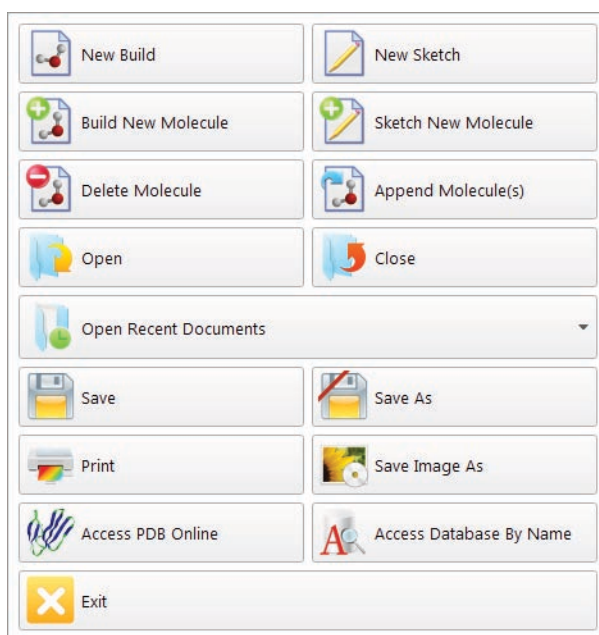 New Build
New Sketch
Build New Molecule
Sketch New Molecule
Delete Molecule
Append Molecule(s)
Open
Close
Open Recent Documents
Save
Save As
Print
Save Image As
Access PDB Online
Access Database By Name
Exit